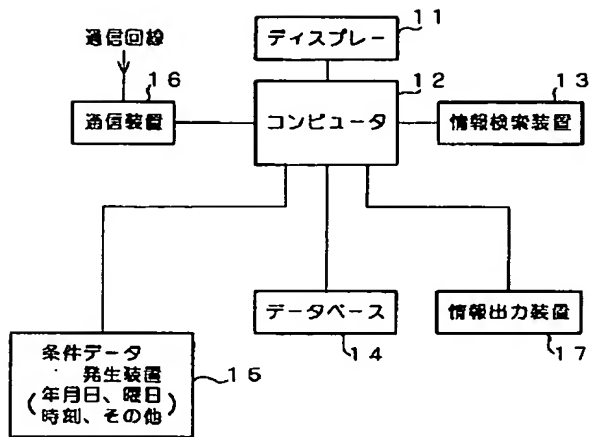 通信回線
ディスプレー
11
16
12
13
通信装置
コンピュータ
情報検索装置
データベース
情報出力装置
14
17
条件データ
発生装置
(年月日、曜日
時刻、その他)
15